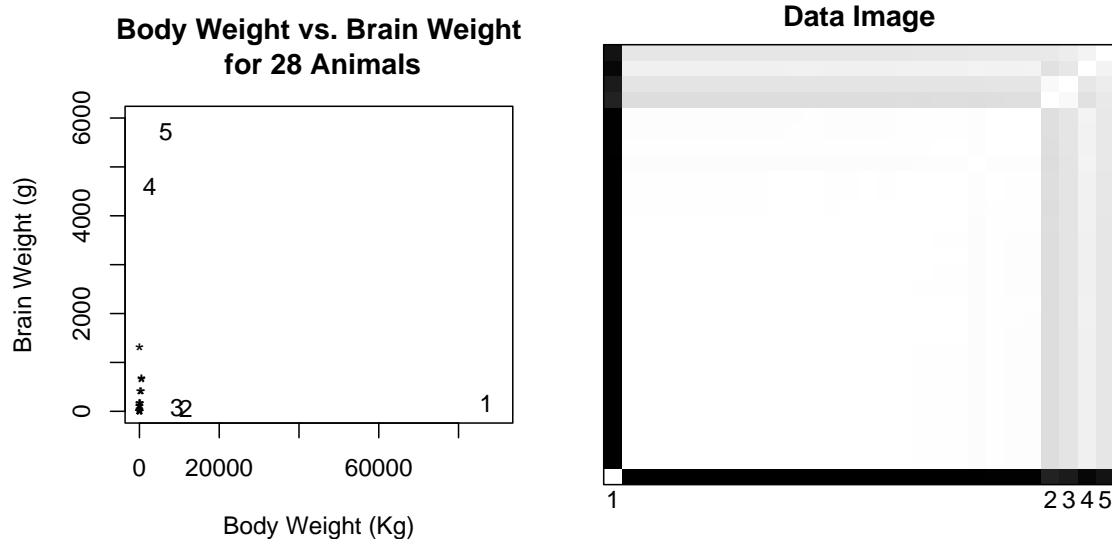 Body Weight vs. Brain Weight
for 28 Animals
Brain Weight (g)
6000
4000
2000
0
5
4
*
*
*
3 2
1
0 20000 60000
Body Weight (Kg)
Data Image
1 2 3 4 5